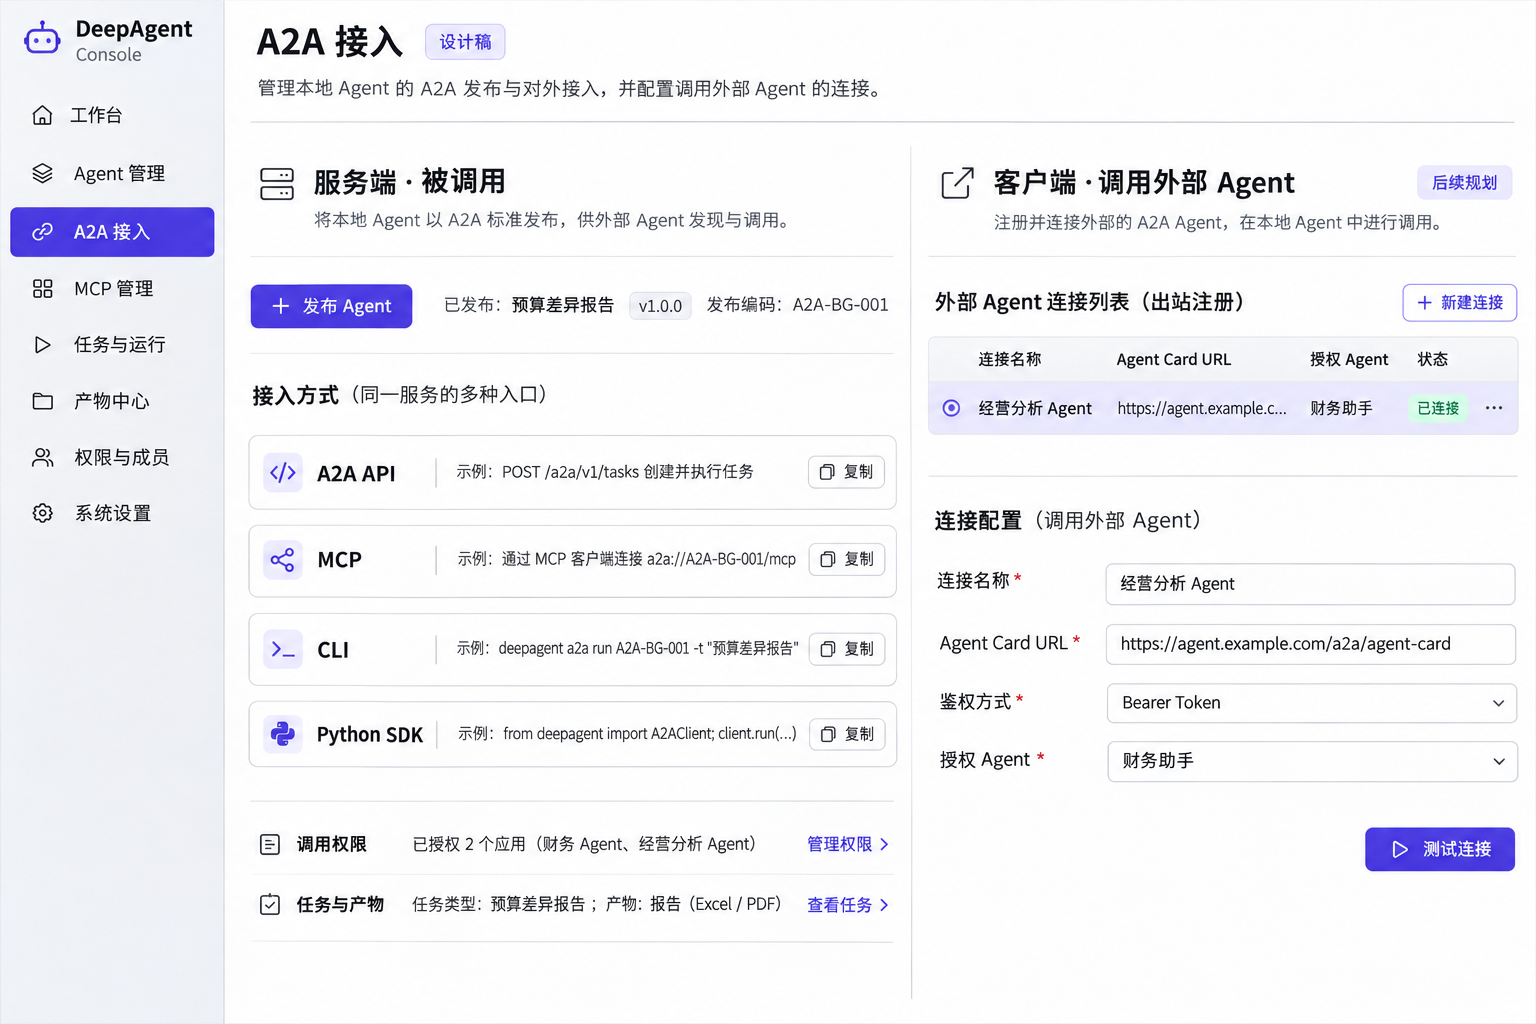 DeepAgent
Console
工作台
Agent 管理
A2A 接入
MCP 管理
任务与运行
产物中心
权限与成员
系统设置
A2A 接入 设计稿
管理本地 Agent 的 A2A 发布与对外接入，并配置调用外部 Agent 的连接。
服务端 · 被调用
将本地 Agent 以 A2A 标准发布，供外部 Agent 发现与调用。
+ 发布 Agent 已发布：预算差异报告 v1.0.0 发布编码：A2A-BG-001
接入方式（同一服务的多种入口）
A2A API 示例：POST /a2a/v1/tasks 创建并执行任务 复制
MCP 示例：通过 MCP 客户端连接 a2a://A2A-BG-001/mcp 复制
CLI 示例：deepagent a2a run A2A-BG-001 -t "预算差异报告" 复制
Python SDK 示例：from deepagent import A2AClient; client.run(...) 复制
调用权限 已授权 2 个应用（财务 Agent、经营分析 Agent） 管理权限 >
任务与产物 任务类型：预算差异报告； 产物：报告（Excel / PDF） 查看任务 >
客户端 · 调用外部 Agent 后续规划
注册并连接外部的 A2A Agent，在本地 Agent 中进行调用。
外部 Agent 连接列表（出站注册） + 新建连接
连接名称 Agent Card URL 授权 Agent 状态
经营分析 Agent https://agent.example.c... 财务助手 已连接 ...
连接配置（调用外部 Agent）
连接名称 * 经营分析 Agent
Agent Card URL * https://agent.example.com/a2a/agent-card
鉴权方式 * Bearer Token
授权 Agent * 财务助手
测试连接